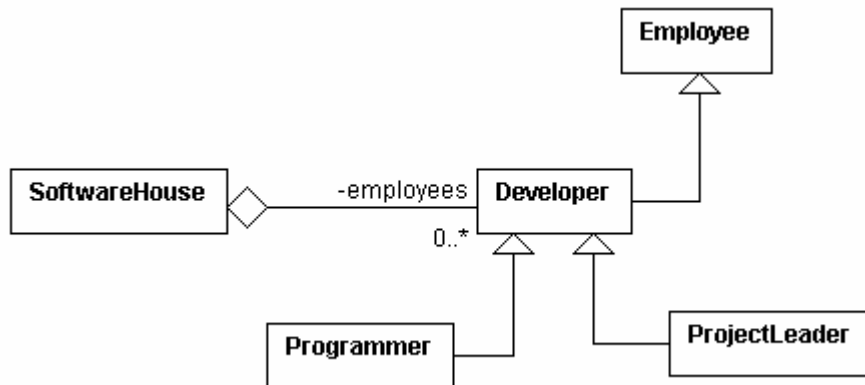 Employee
SoftwareHouse
-employees
Developer
0..*
Programmer
ProjectLeader